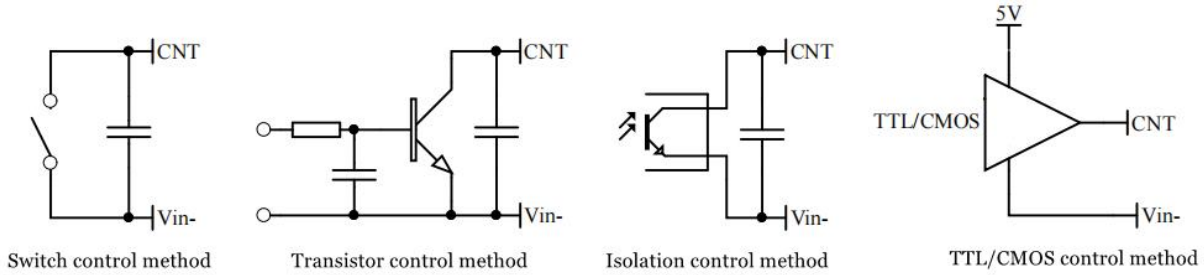 5V
CNT
CNT
CNT
TTL/CMOS
CNT
Vin-
Vin-
Vin-
Vin-
Switch control method
Transistor control method
Isolation control method
TTL/CMOS control method